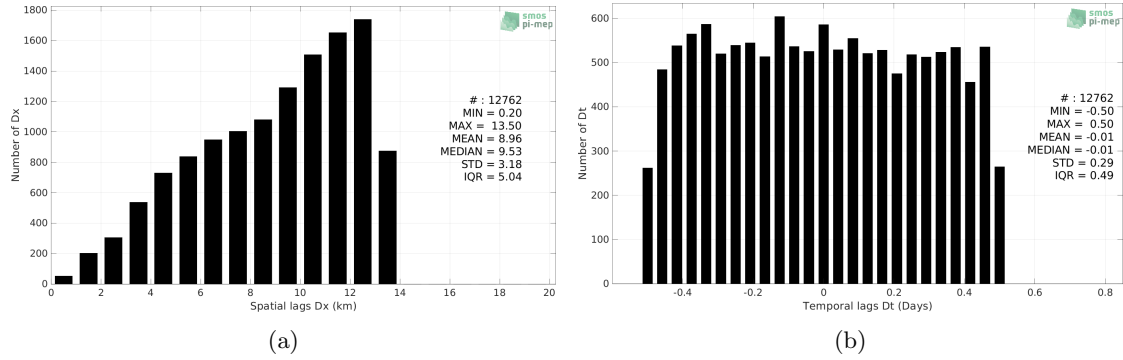 1800
1600
1400
1200
1000
800
600
400
200
0
Number of Dx
smos
pi-mep
# : 12762
MIN = 0.20
MAX = 13.50
MEAN = 8.96
MEDIAN = 9.53
STD = 3.18
IQR = 5.04
0 2 4 6 8 10 12 14 16 18 20
Spatial lags Dx (km)
(a)
600
500
400
300
200
100
0
Number of Dt
smos
pi-mep
# : 12762
MIN = -0.50
MAX = 0.50
MEAN = -0.01
MEDIAN = -0.01
STD = 0.29
IQR = 0.49
-0.4 -0.2 0 0.2 0.4 0.6 0.8
Temporal lags Dt (Days)
(b)